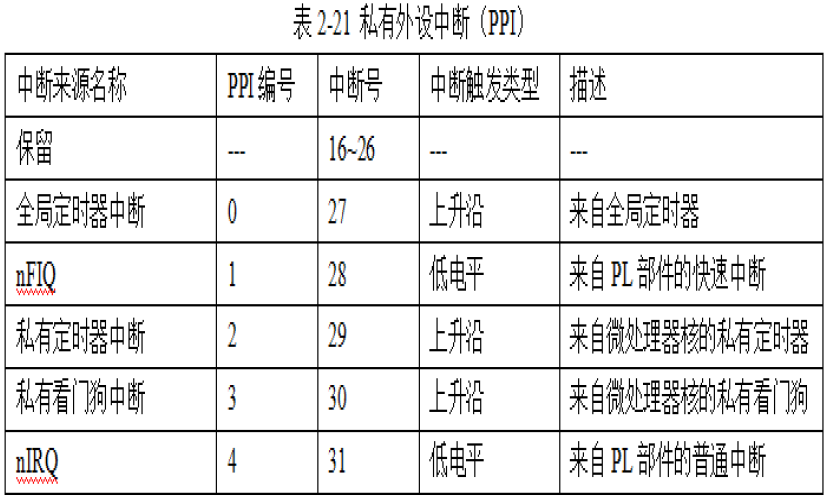 表 2-21 私有外设中断（PPI）
中断来源名称 PPI 编号 中断号 中断触发类型 描述
保留 --- 16~26 --- ---
全局定时器中断 0 27 上升沿 来自全局定时器
nFIQ 1 28 低电平 来自 PL 部件的快速中断
私有定时器中断 2 29 上升沿 来自微处理器核的私有定时器
私有看门狗中断 3 30 上升沿 来自微处理器核的私有看门狗
nIRQ 4 31 低电平 来自 PL 部件的普通中断